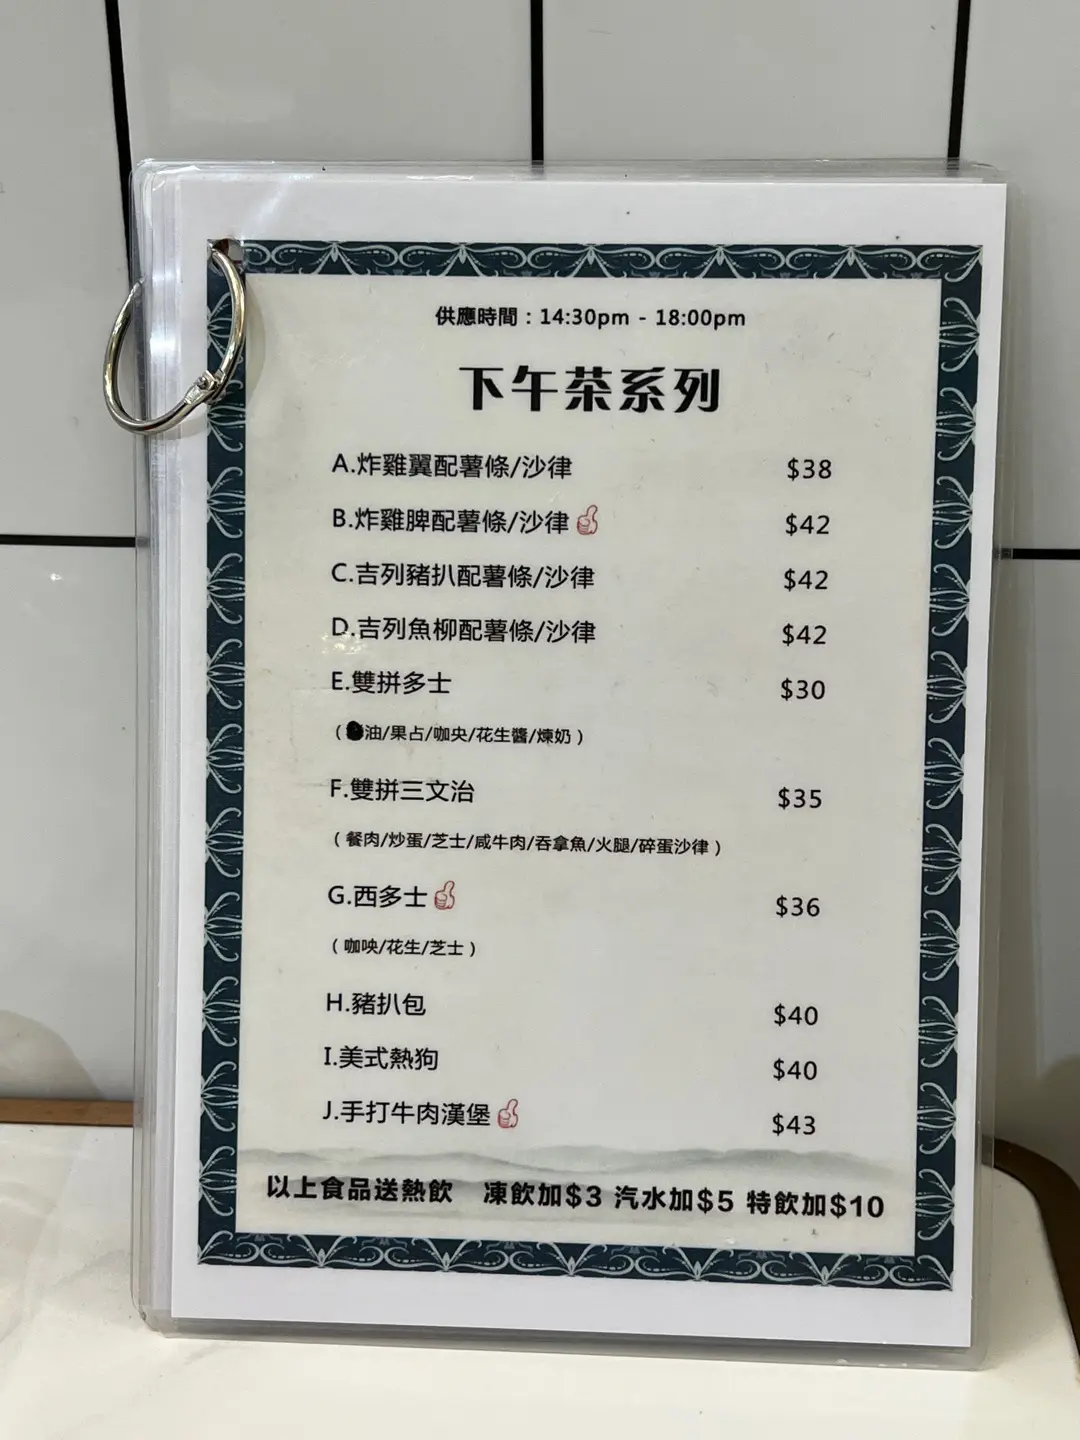 供應時間：14:30pm - 18:00pm
下午茶系列
A.炸雞翼配薯條/沙律 $38
B.炸雞脾配薯條/沙律 $42
C.吉列豬扒配薯條/沙律 $42
D.吉列魚柳配薯條/沙律 $42
E.雙拼多士 $30
（油/果占/咖央/花生醬/煉奶）
F.雙拼三文治 $35
（餐肉/炒蛋/芝士/咸牛肉/吞拿魚/火腿/碎蛋沙律）
G.西多士 $36
（咖咉/花生/芝士）
H.豬扒包 $40
I.美式熱狗 $40
J.手打牛肉漢堡 $43
以上食品送熱飲 凍飲加$3 汽水加$5 特飲加$10